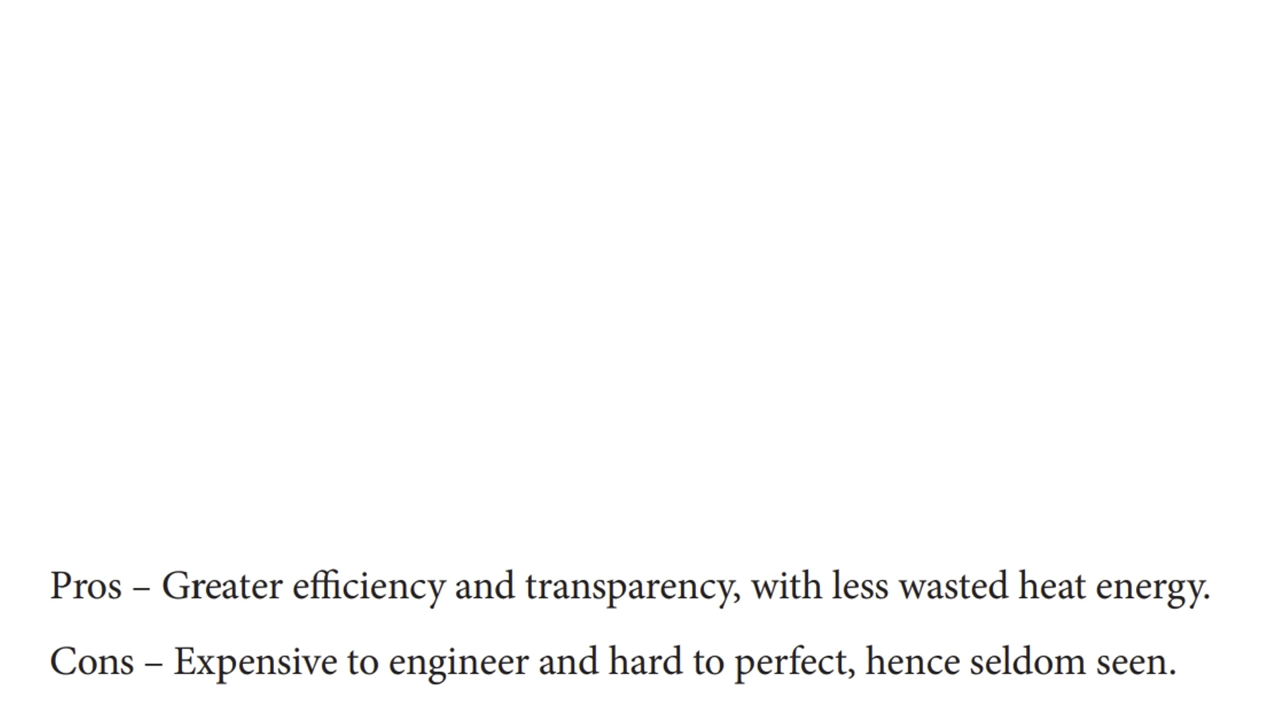 Pros – Greater efficiency and transparency, with less wasted heat energy.
Cons – Expensive to engineer and hard to perfect, hence seldom seen.